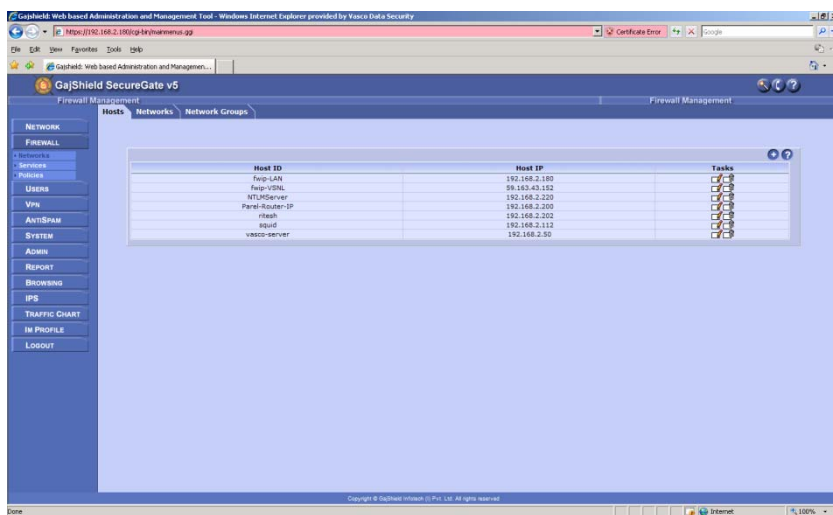 Gajshield: Web based Administration and Management Tool - Windows Internet Explorer provided by Vasco Data Security
https://192.168.2.180/cgi-bin/mainmenus.ggi
Certificate Error
Google
File Edit View Favorites Tools Help
Gajshield: Web based Administration and Managemen...
GajShield SecureGate v5
Firewall Management
Firewall Management
Hosts Networks Network Groups
NETWORK
FIREWALL
Networks
Services
Policies
USERS
VPN
ANTISPAM
SYSTEM
ADMIN
REPORT
BROWSING
IPS
TRAFFIC CHART
IM PROFILE
LOGOUT
Host ID Host IP Tasks
fwip-LAN 192.168.2.180
fwip-VSNL 59.163.43.152
NTLMServer 192.168.2.220
Parel-Router-IP 192.168.2.200
ritesh 192.168.2.202
squid 192.168.2.112
vasco-server 192.168.2.50
Copyright © GajShield Infotech (I) Pvt. Ltd. All rights reserved
Done Internet 100%